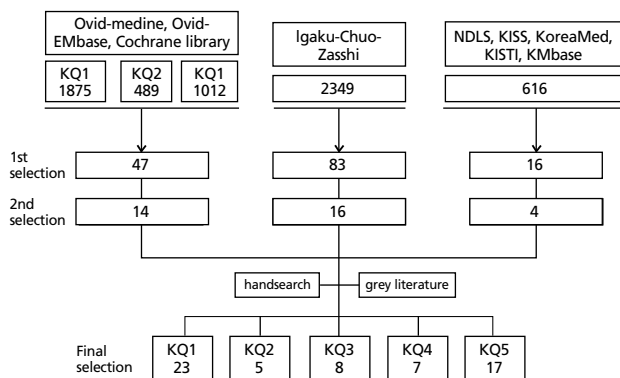 Ovid-medine, Ovid-
EMbase, Cochrane library
KQ1
1875
KQ2
489
KQ1
1012
Igaku-Chuo-
Zasshi
2349
NDLS, KISS, KoreaMed,
KISTI, KMbase
616
1st
selection
47
83
16
2nd
selection
14
16
4
handsearch
grey literature
Final
selection
KQ1
23
KQ2
5
KQ3
8
KQ4
7
KQ5
17